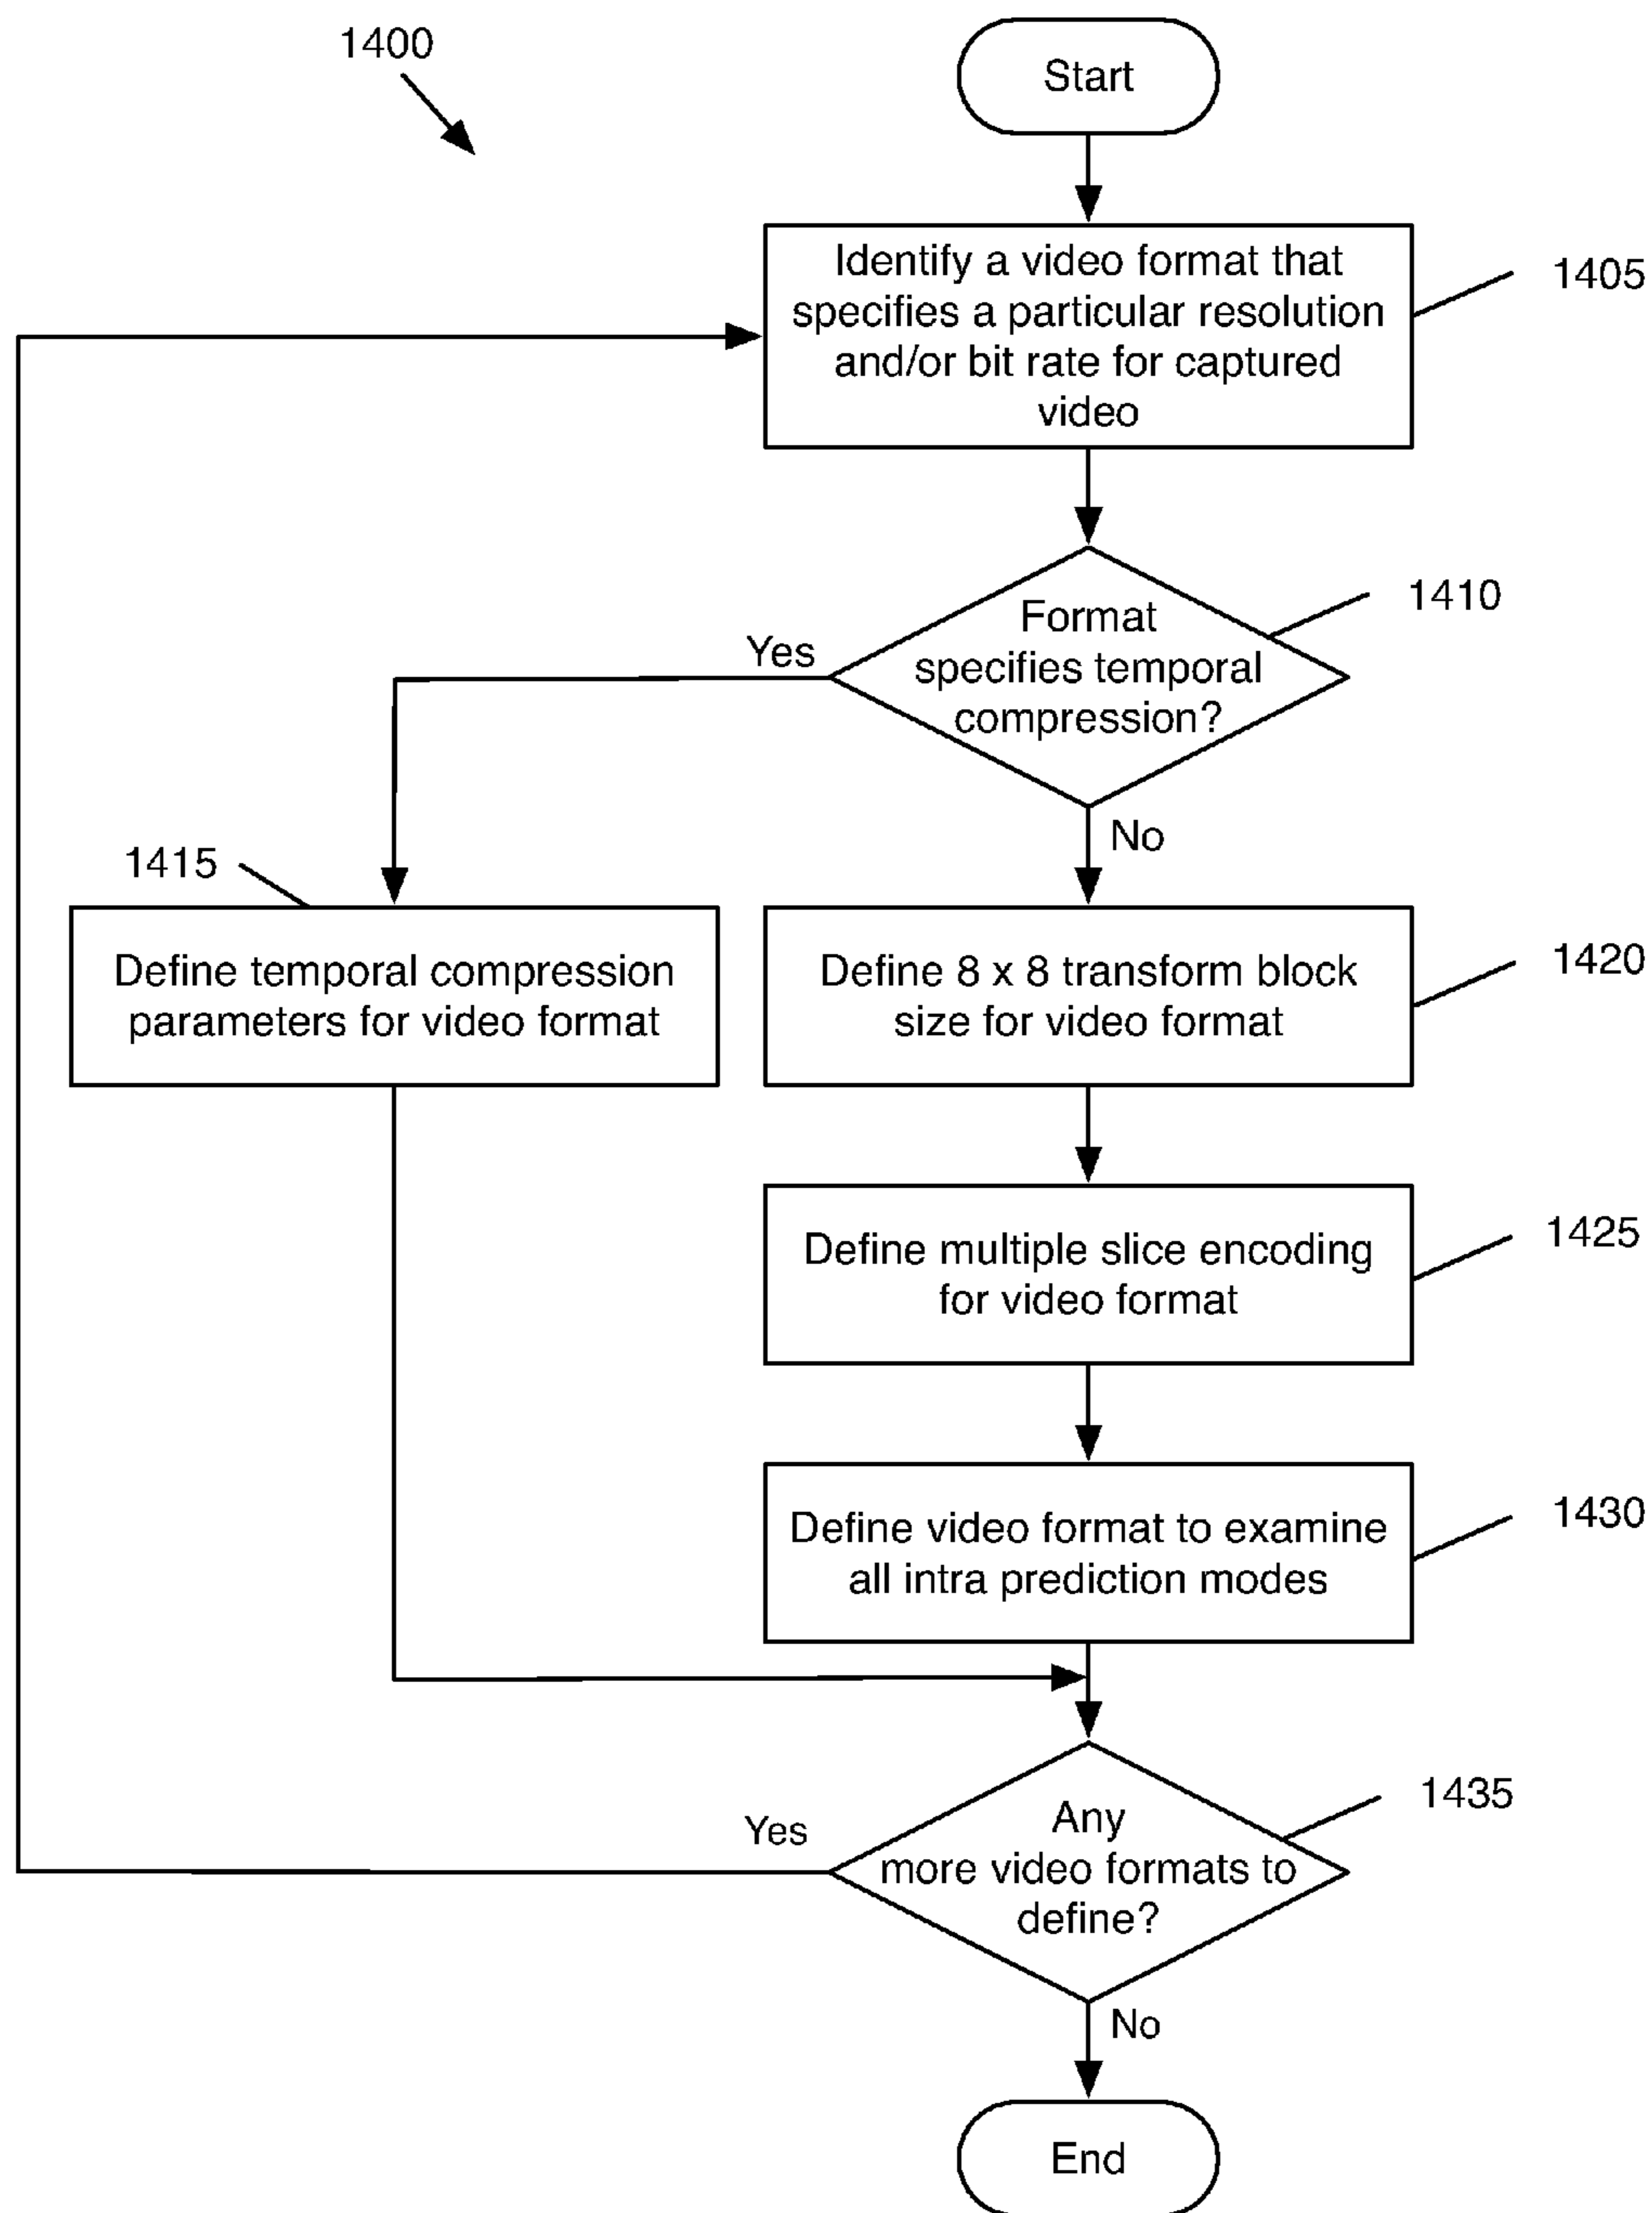 1400
Start
Identify a video format that
specifies a particular resolution
and/or bit rate for captured
video
1405
Format
specifies temporal
compression?
1410
Yes
No
1415
Define temporal compression
parameters for video format
Define 8 x 8 transform block
size for video format
1420
Define multiple slice encoding
for video format
1425
Define video format to examine
all intra prediction modes
1430
Any
more video formats to
define?
1435
Yes
No
End